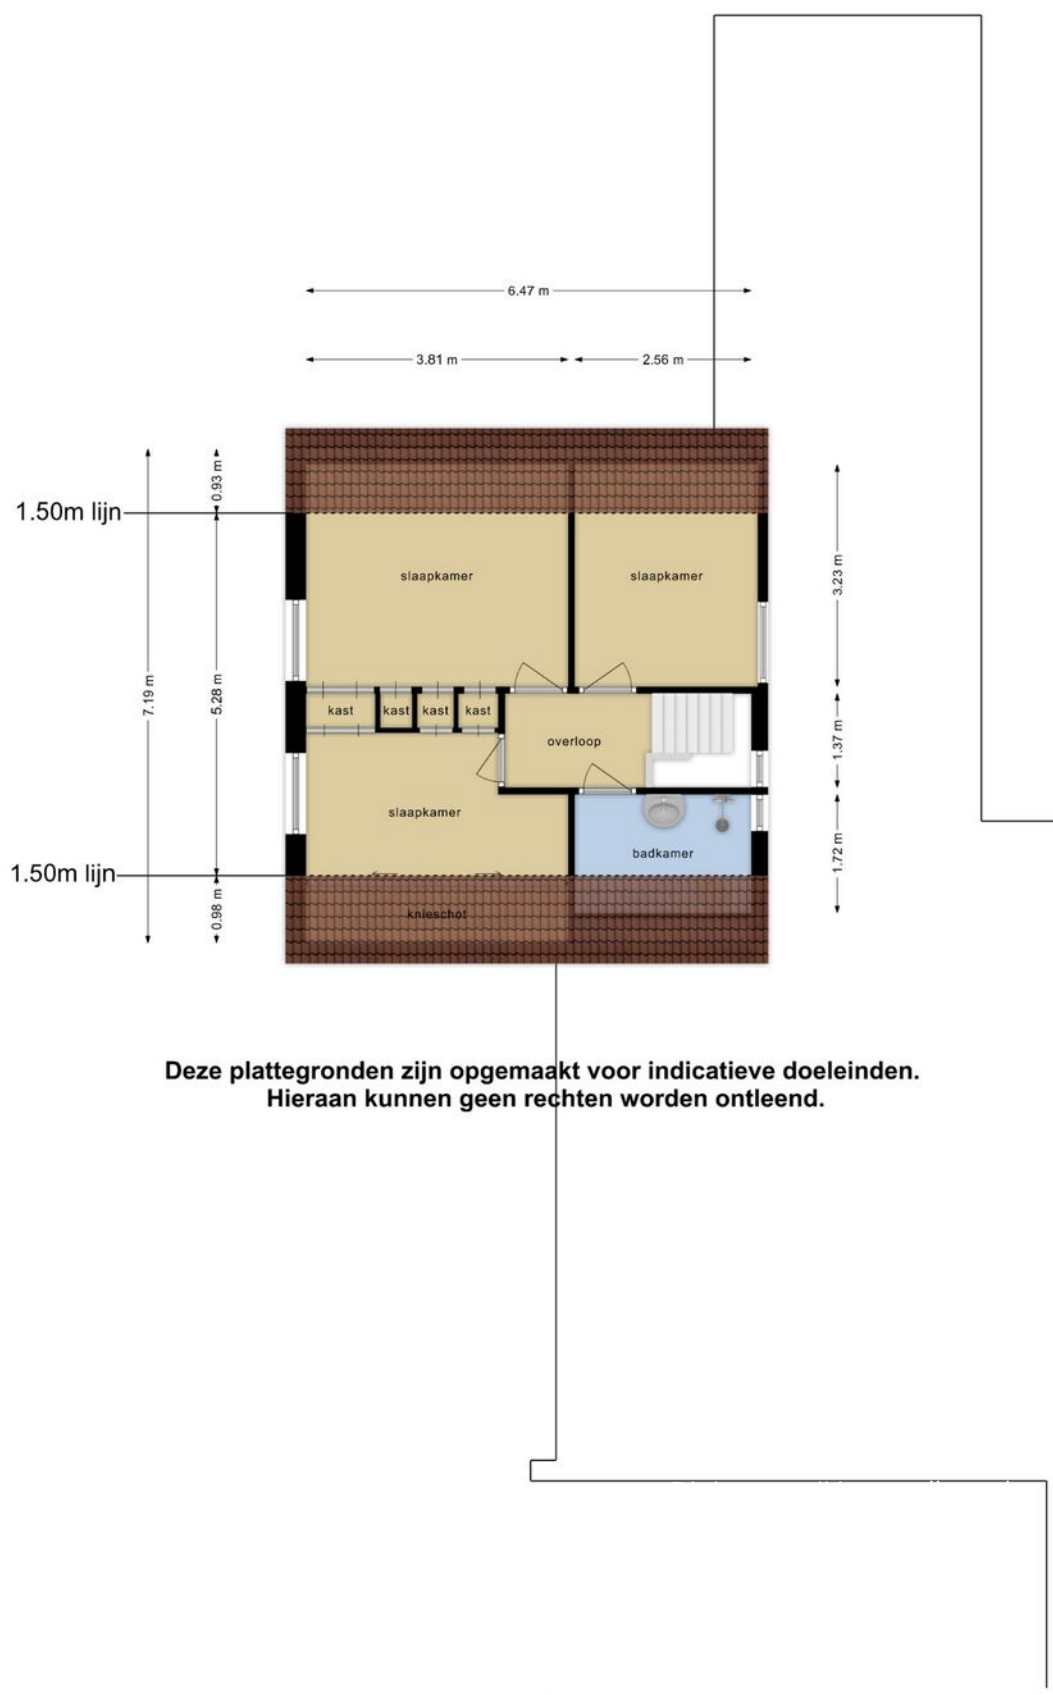 6.47 m
3.81 m
2.56 m
0.93 m
1.50m lijn
slaapkamer
slaapkamer
3.23 m
7.19 m
5.28 m
kast
kast
kast
kast
overloop
1.37 m
slaapkamer
badkamer
1.72 m
1.50m lijn
0.98 m
knieschot
Deze plattegronden zijn opgemaakt voor indicatieve doeleinden.
Hieraan kunnen geen rechten worden ontleend.